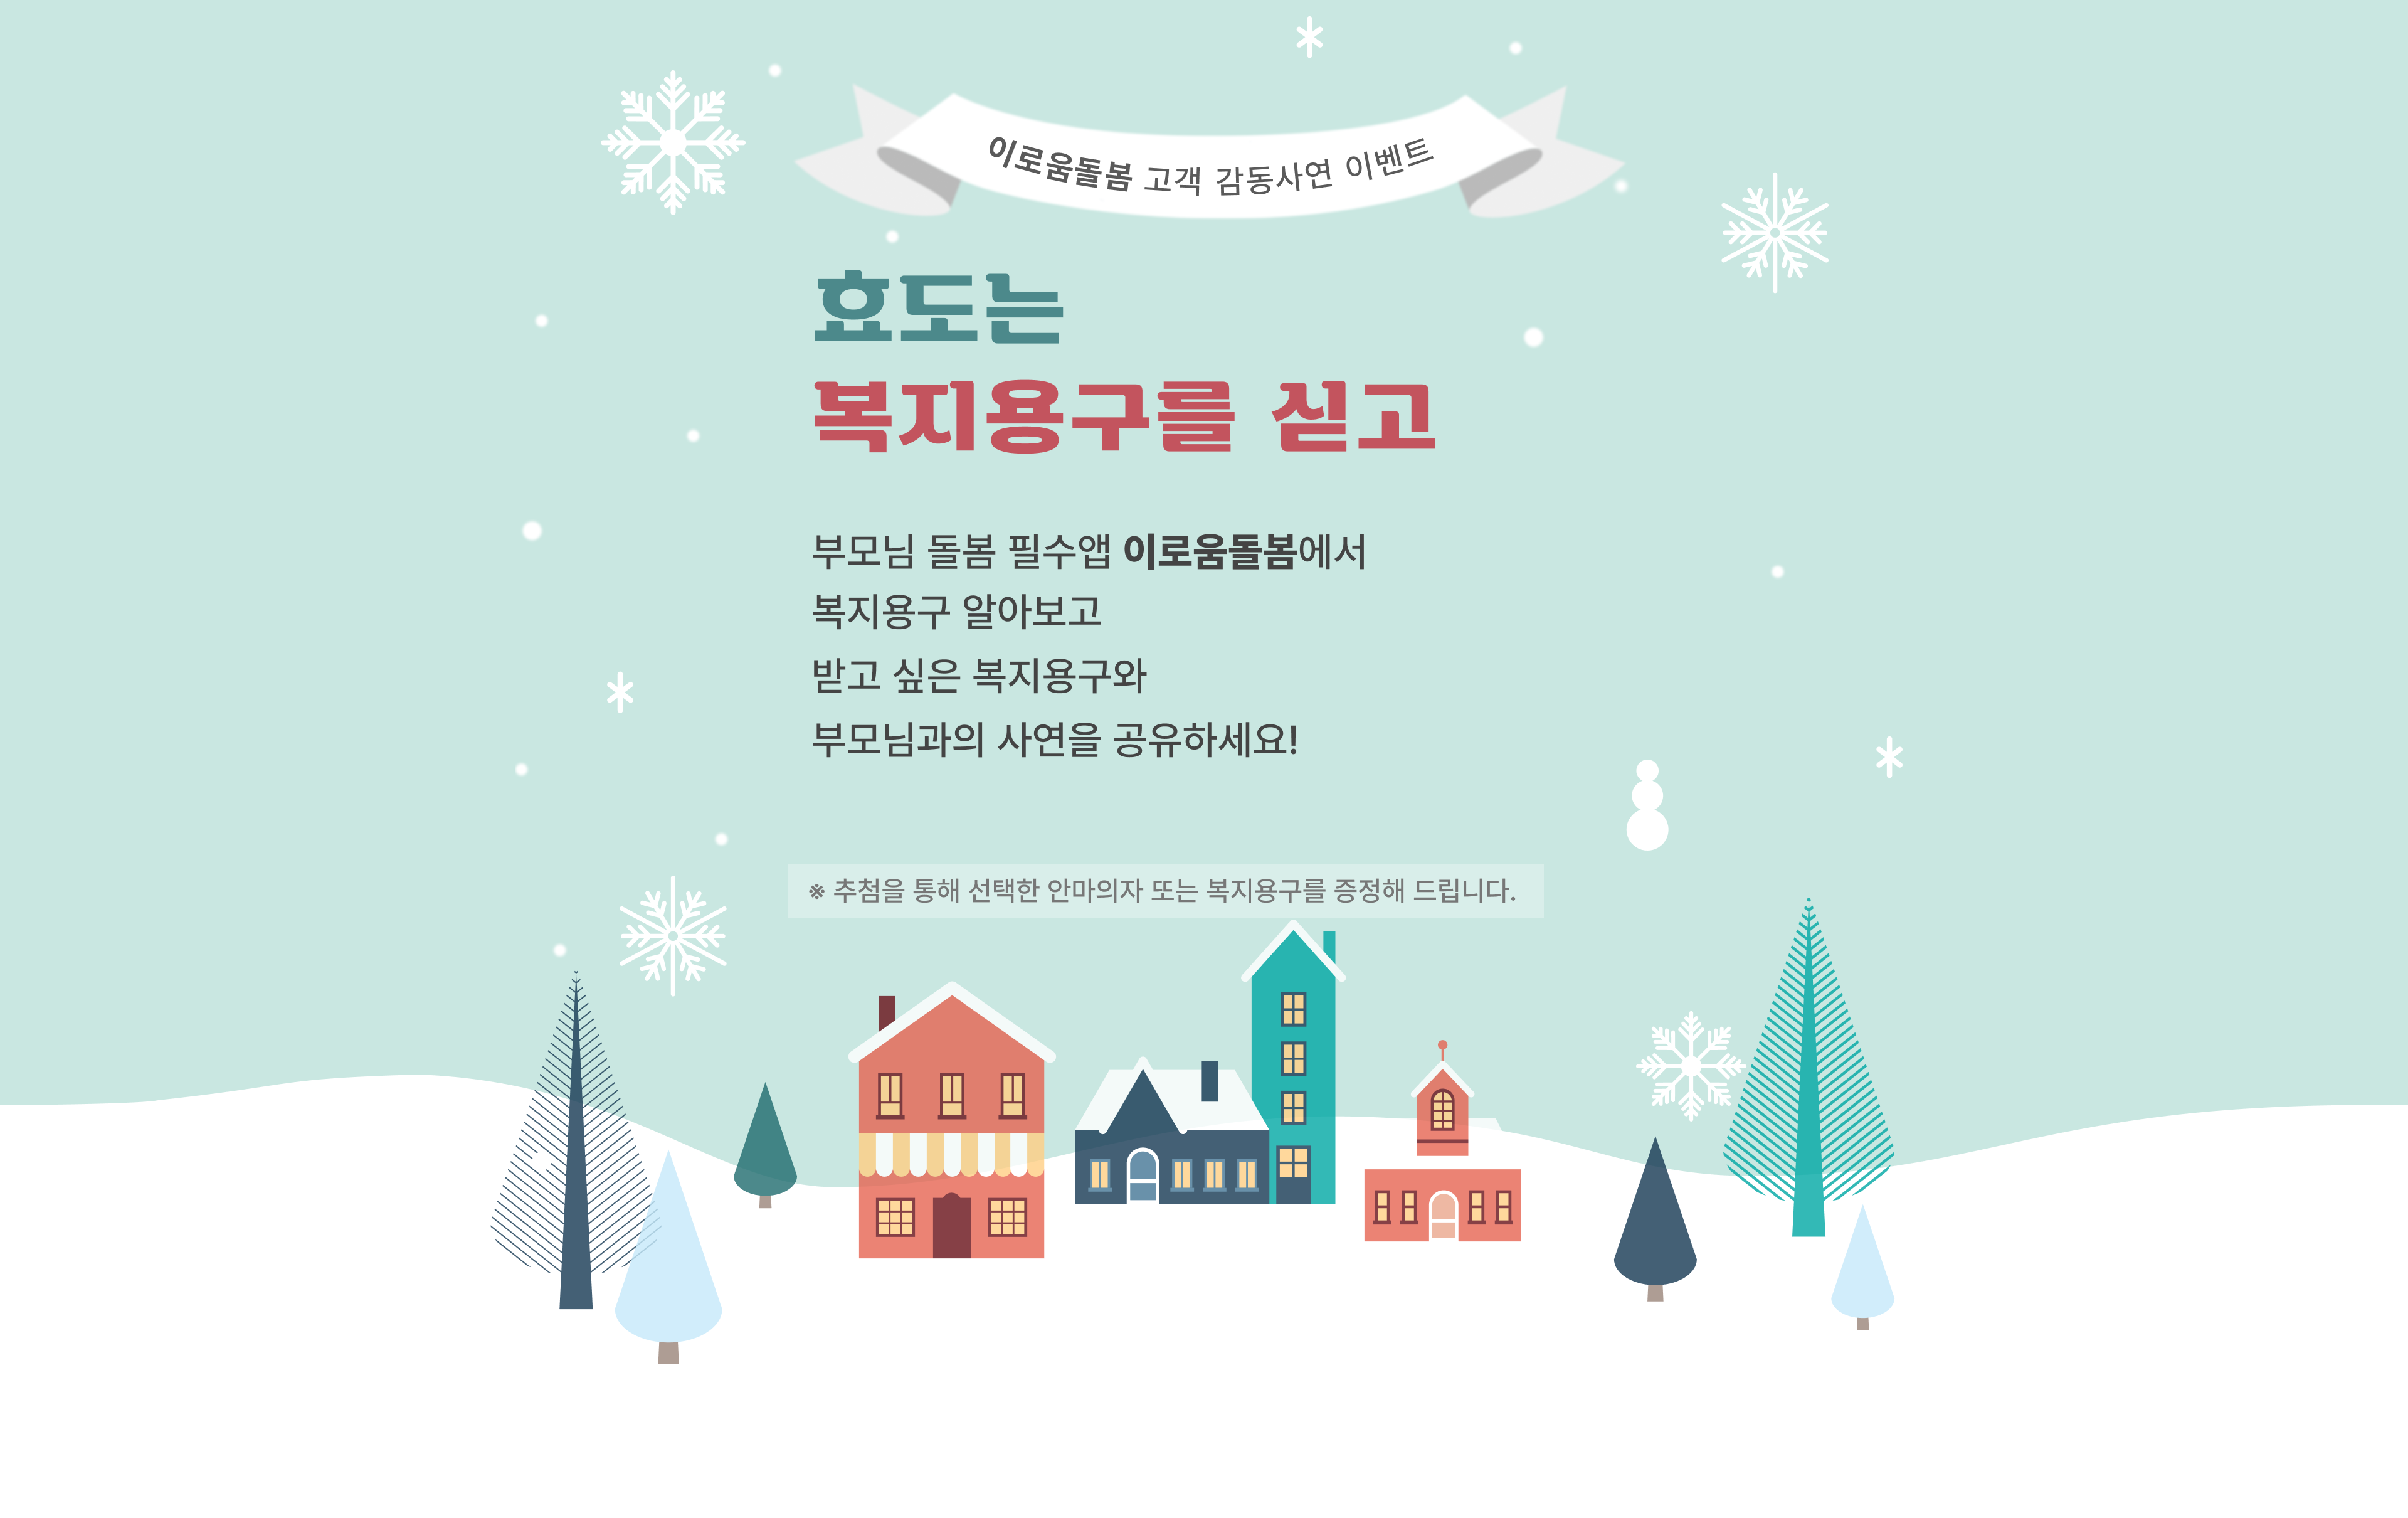 이로움돌봄 고객 감동사연 이벤트
효도는
복지용구를 싣고
부모님 돌봄 필수앱 이로움돌봄에서
복지용구 알아보고
받고 싶은 복지용구와
부모님과의 사연을 공유하세요!
※ 추첨을 통해 선택한 안마의자 또는 복지용구를 증정해 드립니다.